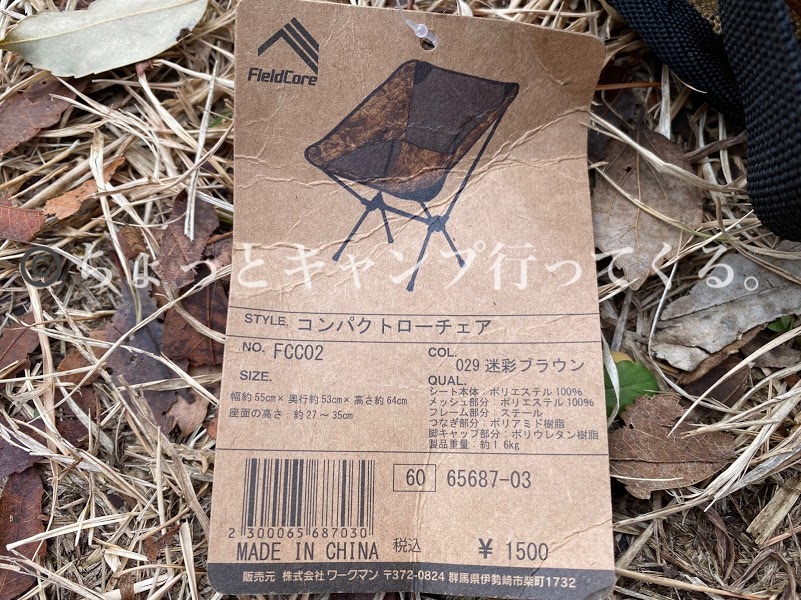 FieldCore
©ちょっとキャンプ行ってくる。
STYLE. コンパクトローチェア
NO. FCC02
COL.
029 迷彩ブラウン
SIZE.
幅約55cm×奥行約53cm×高さ約64cm
座面の高さ:約27〜35cm
QUAL.
シート本体:ポリエステル100%
メッシュ部分:ポリエステル100%
フレーム部分:スチール
つなぎ部分:ポリアミド樹脂
脚キャップ部分:ポリウレタン樹脂
製品重量:約1.6kg
60 65687-03
2 300065 687030
MADE IN CHINA 税込 ¥1500
販売元 株式会社 ワークマン 〒372-0824 群馬県伊勢崎市柴町1732